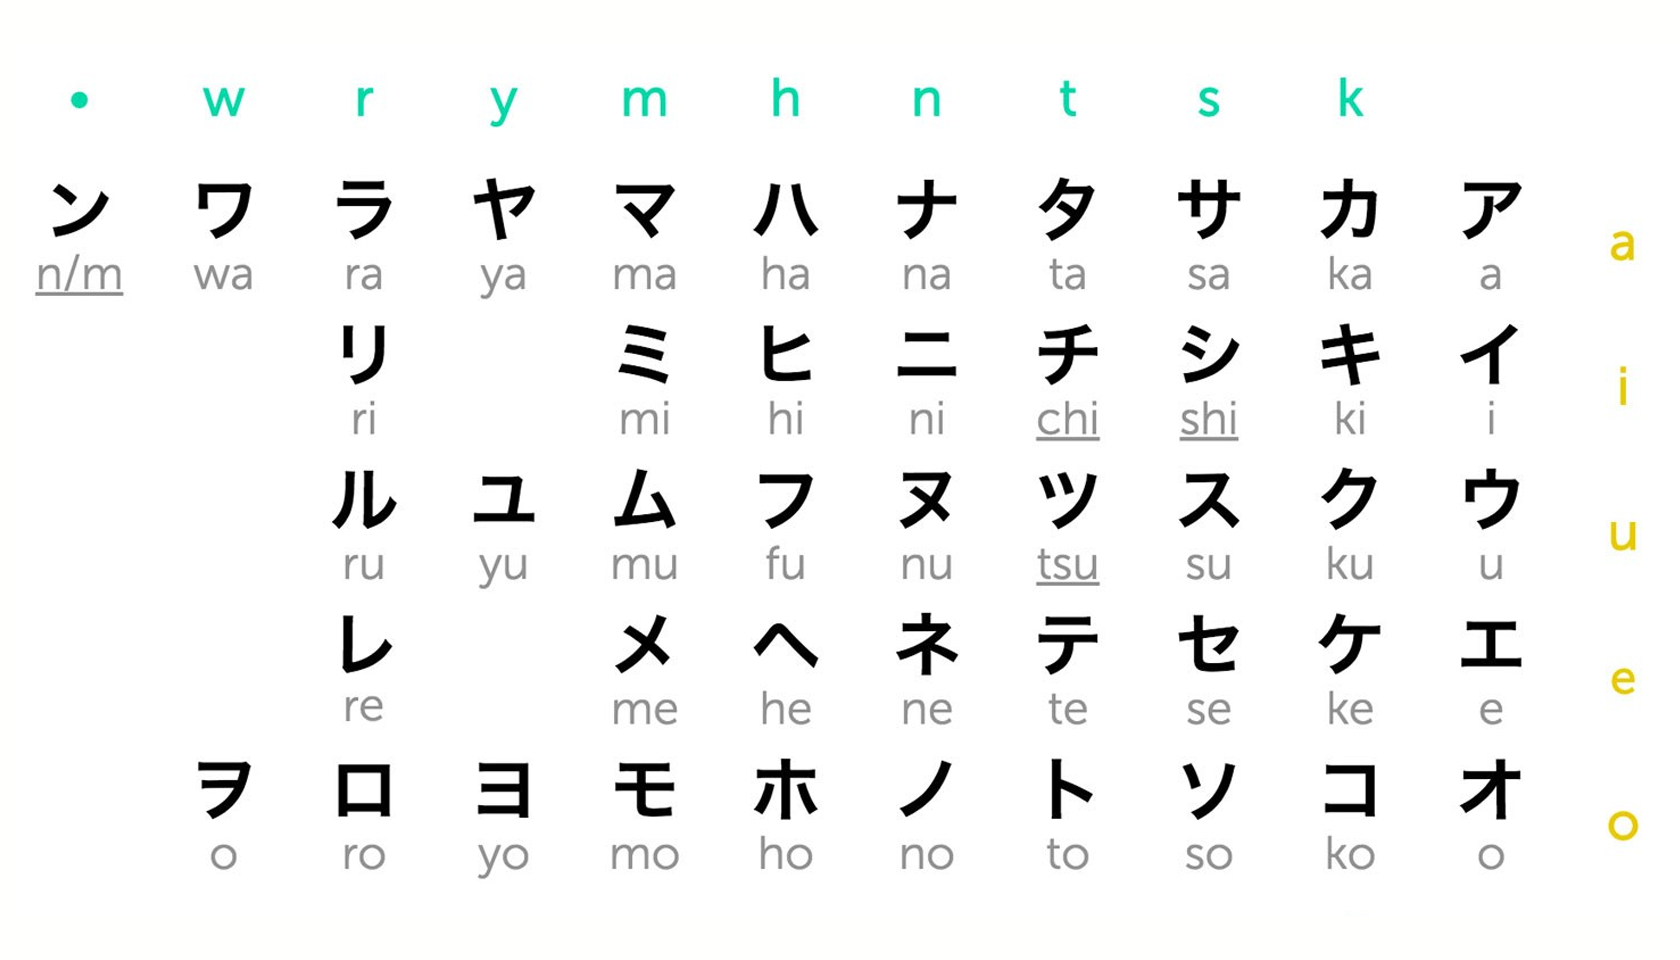 • w r y m h n t s k
ン ワ ラ ヤ マ ハ ナ タ サ カ ア
a
n/m wa ra ya ma ha na ta sa ka a
リ ミ ヒ ニ チ シ キ イ
i
ri mi hi ni chi shi ki i
ル ユ ム フ ヌ ツ ス ク ウ
u
ru yu mu fu nu tsu su ku u
レ メ ヘ ネ テ セ ケ エ
e
re me he ne te se ke e
ヲ ロ ヨ モ ホ ノ ト ソ コ オ
o
o ro yo mo ho no to so ko o